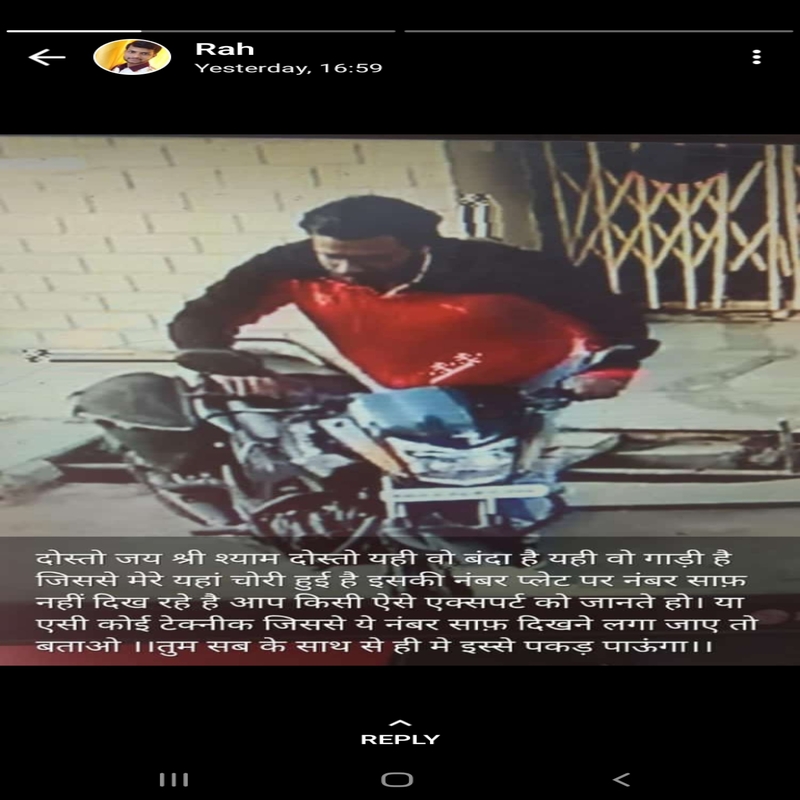 Rah
Yesterday, 16:59
दोस्तो जय श्री श्याम दोस्तो यही वो बंदा है यही वो गाड़ी है
जिससे मेरे यहां चोरी हुई है इसकी नंबर प्लेट पर नंबर साफ़
नहीं दिख रहे है आप किसी ऐसे एक्सपर्ट को जानते हो। या
एसी कोई टेक्नीक जिससे ये नंबर साफ़ दिखने लगा जाए तो
बताओ ।।तुम सब के साथ से ही मे इस्से पकड़ पाऊंगा।।
REPLY